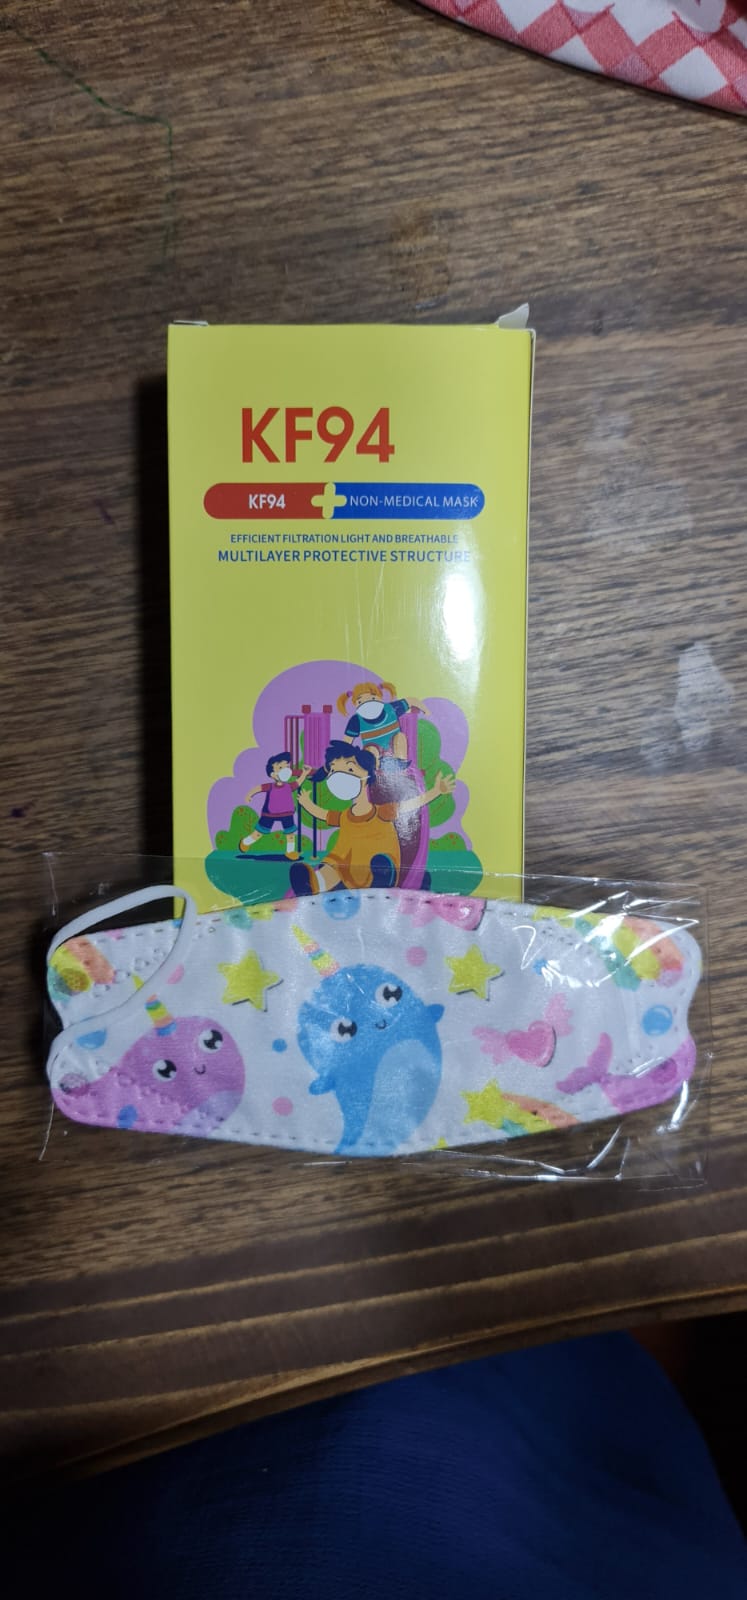 KF94
KF94 NON-MEDICAL MASK
EFFICIENT FILTRATION LIGHT AND BREATHABLE
MULTILAYER PROTECTIVE STRUCTURE